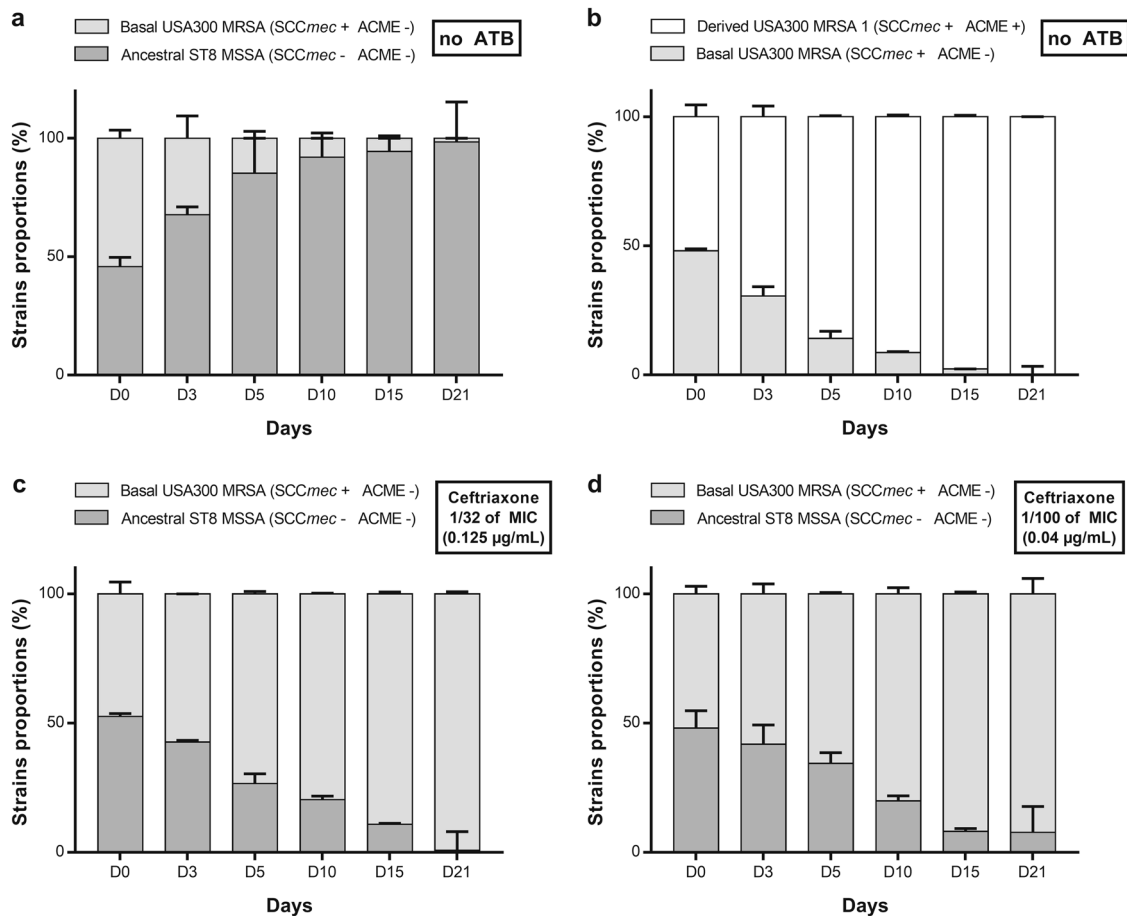 a
Basal USA300 MRSA (SCCmec + ACME -)
Ancestral ST8 MSSA (SCCmec - ACME -)
no ATB
Strains proportions (%)
100
50
0
D0 D3 D5 D10 D15 D21
Days
b
Derived USA300 MRSA 1 (SCCmec + ACME +)
Basal USA300 MRSA (SCCmec + ACME -)
no ATB
Strains proportions (%)
100
50
0
D0 D3 D5 D10 D15 D21
Days
c
Basal USA300 MRSA (SCCmec + ACME -)
Ancestral ST8 MSSA (SCCmec - ACME -)
Ceftriaxone
1/32 of MIC
(0.125 µg/mL)
Strains proportions (%)
100
50
0
D0 D3 D5 D10 D15 D21
Days
d
Basal USA300 MRSA (SCCmec + ACME -)
Ancestral ST8 MSSA (SCCmec - ACME -)
Ceftriaxone
1/100 of MIC
(0.04 µg/mL)
Strains proportions (%)
100
50
0
D0 D3 D5 D10 D15 D21
Days